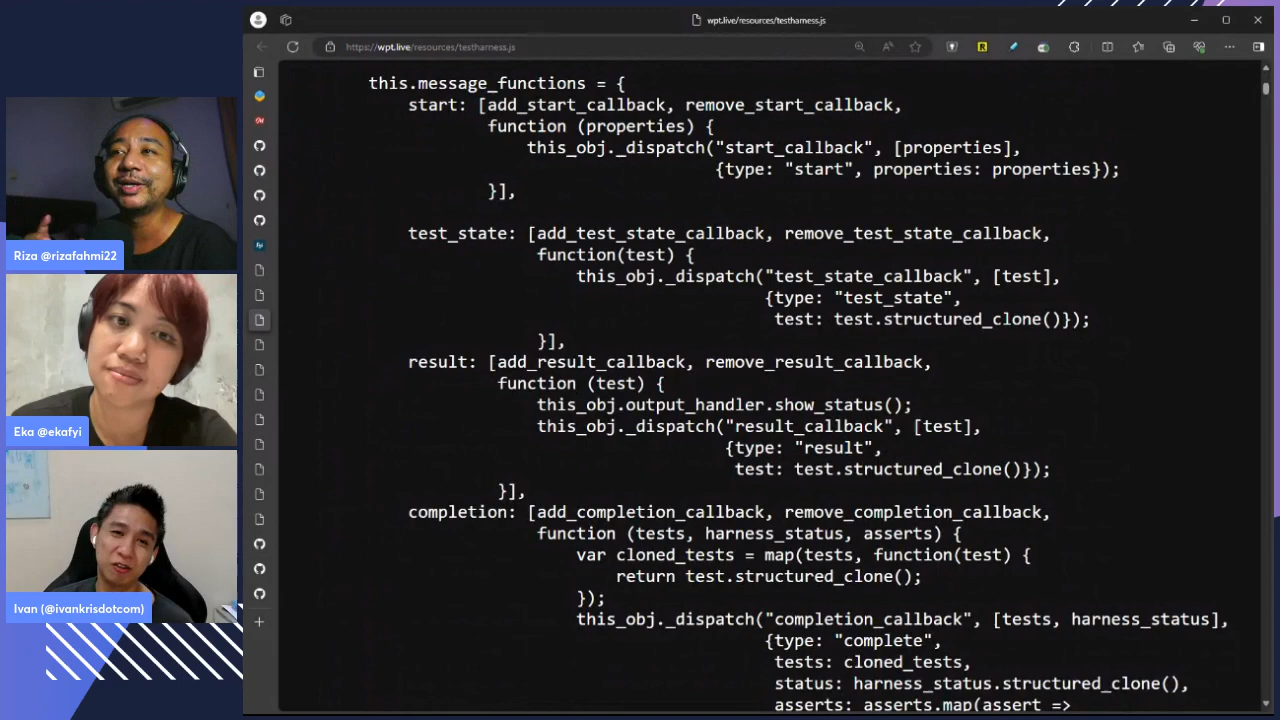 wpt.live/resources/testharness.js
https://wpt.live/resources/testharness.js
this.message_functions = {
start: [add_start_callback, remove_start_callback,
function (properties) {
this_obj._dispatch("start_callback", [properties],
{type: "start", properties: properties});
}],
test_state: [add_test_state_callback, remove_test_state_callback,
function(test) {
this_obj._dispatch("test_state_callback", [test],
{type: "test_state",
test: test.structured_clone()});
}],
result: [add_result_callback, remove_result_callback,
function (test) {
this_obj.output_handler.show_status();
this_obj._dispatch("result_callback", [test],
{type: "result",
test: test.structured_clone()});
}],
completion: [add_completion_callback, remove_completion_callback,
function (tests, harness_status, asserts) {
var cloned_tests = map(tests, function(test) {
return test.structured_clone();
});
this_obj._dispatch("completion_callback", [tests, harness_status],
{type: "complete",
tests: cloned_tests,
status: harness_status.structured_clone(),
asserts: asserts.map(assert =>
Riza @rizafahmi22
Eka @ekafyi
Ivan (@ivankrisdotcom)